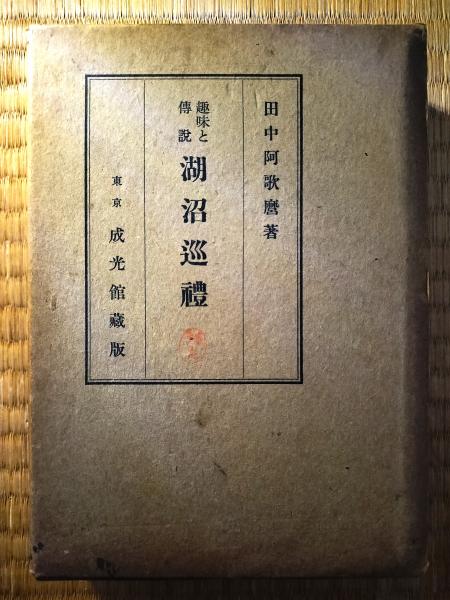 田中阿歌麿著
趣味と
傳說
湖沼巡禮
東京 成光館藏版